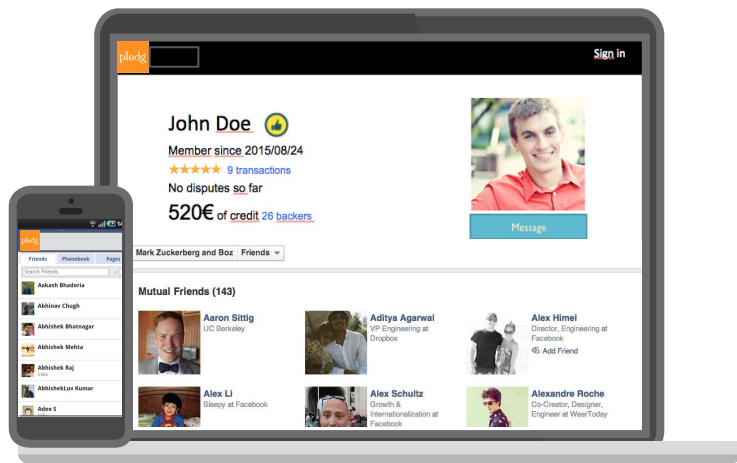 pledg
Sign in
John Doe
Member since 2015/08/24
9 transactions
No disputes so far
520€ of credit 26 backers
Message
Mark Zuckerberg and Boz Friends
Mutual Friends (143)
Aaron Sittig
UC Berkeley
Aditya Agarwal
VP Engineering at
Dropbox
Alex Himel
Director, Engineering at
Facebook
Add Friend
Alex Li
Sleepy at Facebook
Alex Schultz
Growth &
Internationalization at
Facebook
Alexandre Roche
Co-Creator, Designer,
Engineer at WearToday
14
pledg
Friends Phonebook Pages
Search Friends
Aakash Bhadoria
Abhinav Chugh
Abhishek Bhatnagar
Abhishek Mehta
Abhishek Raj
India
AbhishekLuv Kumar
Adee S